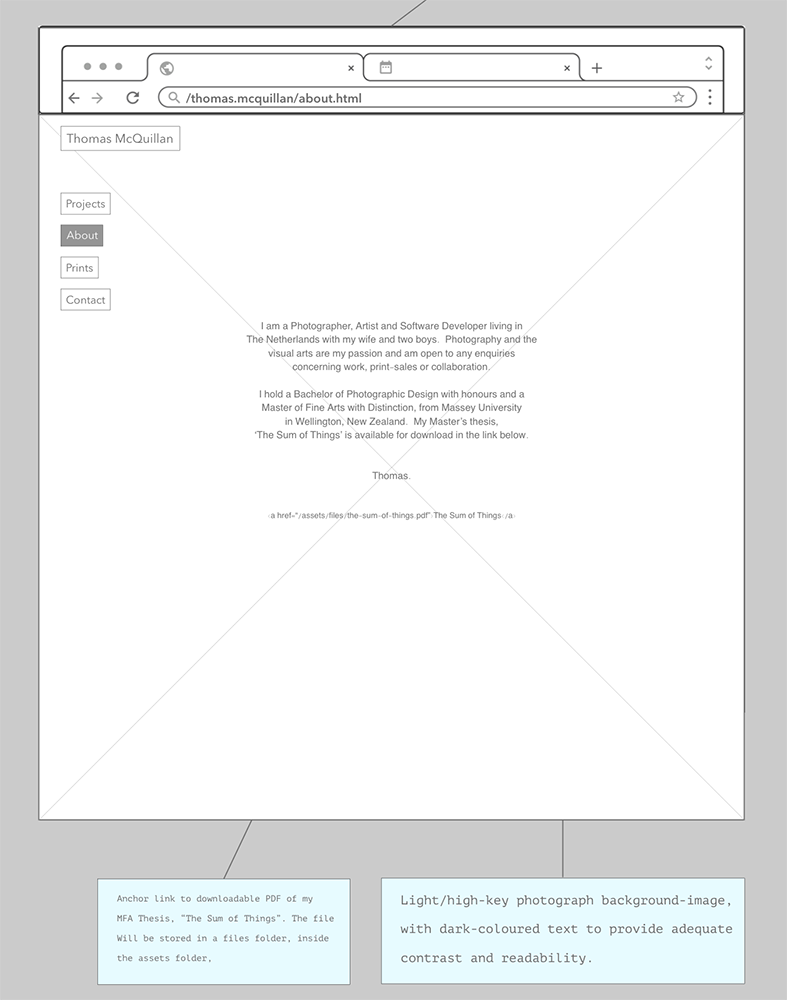 /thomas.mcquillan/about.html
Thomas McQuillan
Projects
About
Prints
Contact
I am a Photographer, Artist and Software Developer living in
The Netherlands with my wife and two boys.  Photography and the
visual arts are my passion and am open to any enquiries
concerning work, print-sales or collaboration.
I hold a Bachelor of Photographic Design with honours and a
Master of Fine Arts with Distinction, from Massey University
in Wellington, New Zealand.  My Master's thesis,
'The Sum of Things' is available for download in the link below.
Thomas.
<a href="/assets/files/the-sum-of-things.pdf">The Sum of Things</a>
Anchor link to downloadable PDF of my
MFA Thesis, "The Sum of Things". The file
Will be stored in a files folder, inside
the assets folder,
Light/high-key photograph background-image,
with dark-coloured text to provide adequate
contrast and readability.